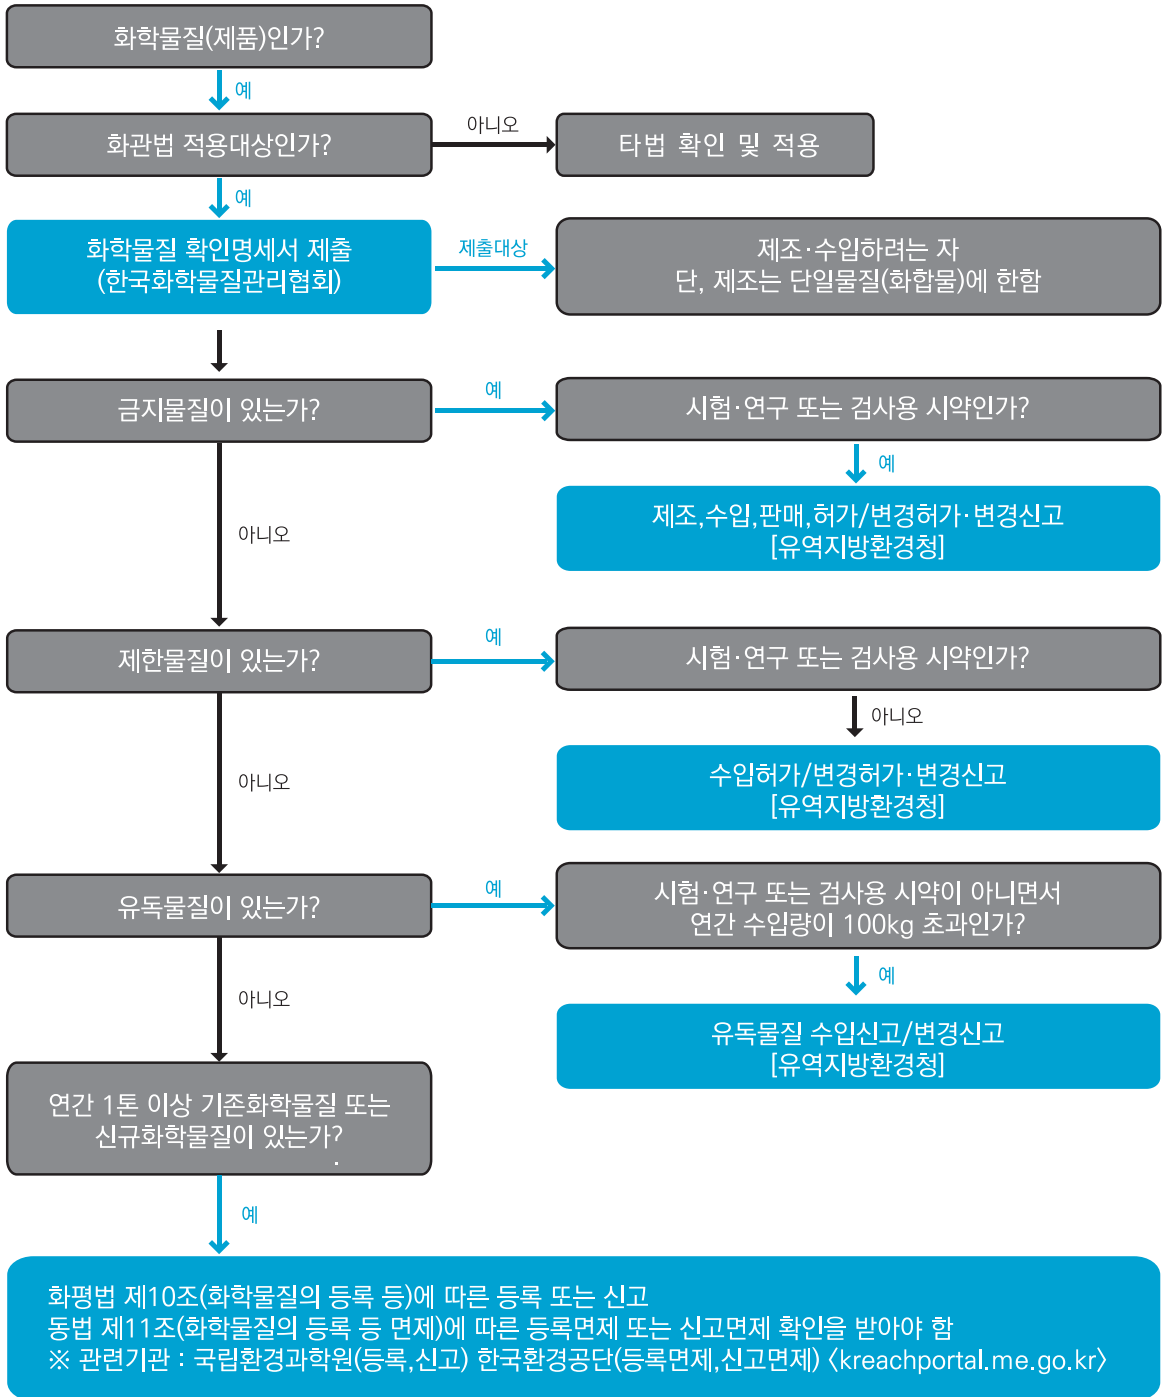 화학물질(제품)인가?
예
화관법 적용대상인가?
아니오
타법 확인 및 적용
예
화학물질 확인명세서 제출
(한국화학물질관리협회)
제출대상
제조·수입하려는 자
단, 제조는 단일물질(화합물)에 한함
금지물질이 있는가?
예
시험·연구 또는 검사용 시약인가?
예
제조,수입,판매,허가/변경허가·변경신고
[유역지방환경청]
아니오
제한물질이 있는가?
예
시험·연구 또는 검사용 시약인가?
아니오
수입허가/변경허가·변경신고
[유역지방환경청]
아니오
유독물질이 있는가?
예
시험·연구 또는 검사용 시약이 아니면서
연간 수입량이 100kg 초과인가?
예
유독물질 수입신고/변경신고
[유역지방환경청]
아니오
연간 1톤 이상 기존화학물질 또는
신규화학물질이 있는가?
.
예
화평법 제10조(화학물질의 등록 등)에 따른 등록 또는 신고
동법 제11조(화학물질의 등록 등 면제)에 따른 등록면제 또는 신고면제 확인을 받아야 함
※ 관련기관 : 국립환경과학원(등록,신고) 한국환경공단(등록면제,신고면제) 〈kreachportal.me.go.kr〉